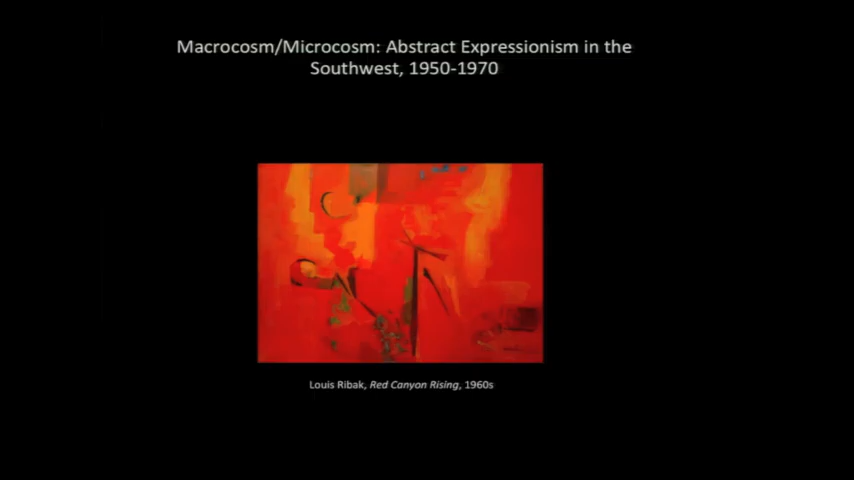 Macrocosm/Microcosm: Abstract Expressionism in the
Southwest, 1950-1970
Louis Ribak, Red Canyon Rising, 1960s